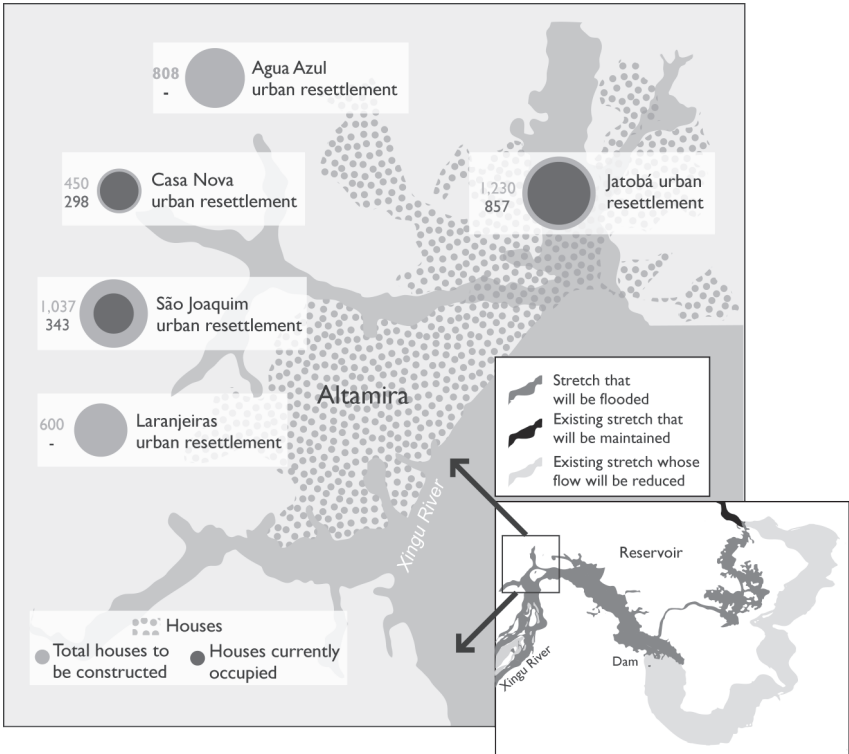 808
-
Agua Azul
urban resettlement
450
298
Casa Nova
urban resettlement
1,230
857
Jatobá urban
resettlement
1,037
343
São Joaquim
urban resettlement
Altamira
600
-
Laranjeiras
urban resettlement
Stretch that
will be flooded
Existing stretch that
will be maintained
Existing stretch whose
flow will be reduced
Xingu River
Reservoir
Dam
Xingu River
Houses
Total houses to
be constructed
Houses currently
occupied